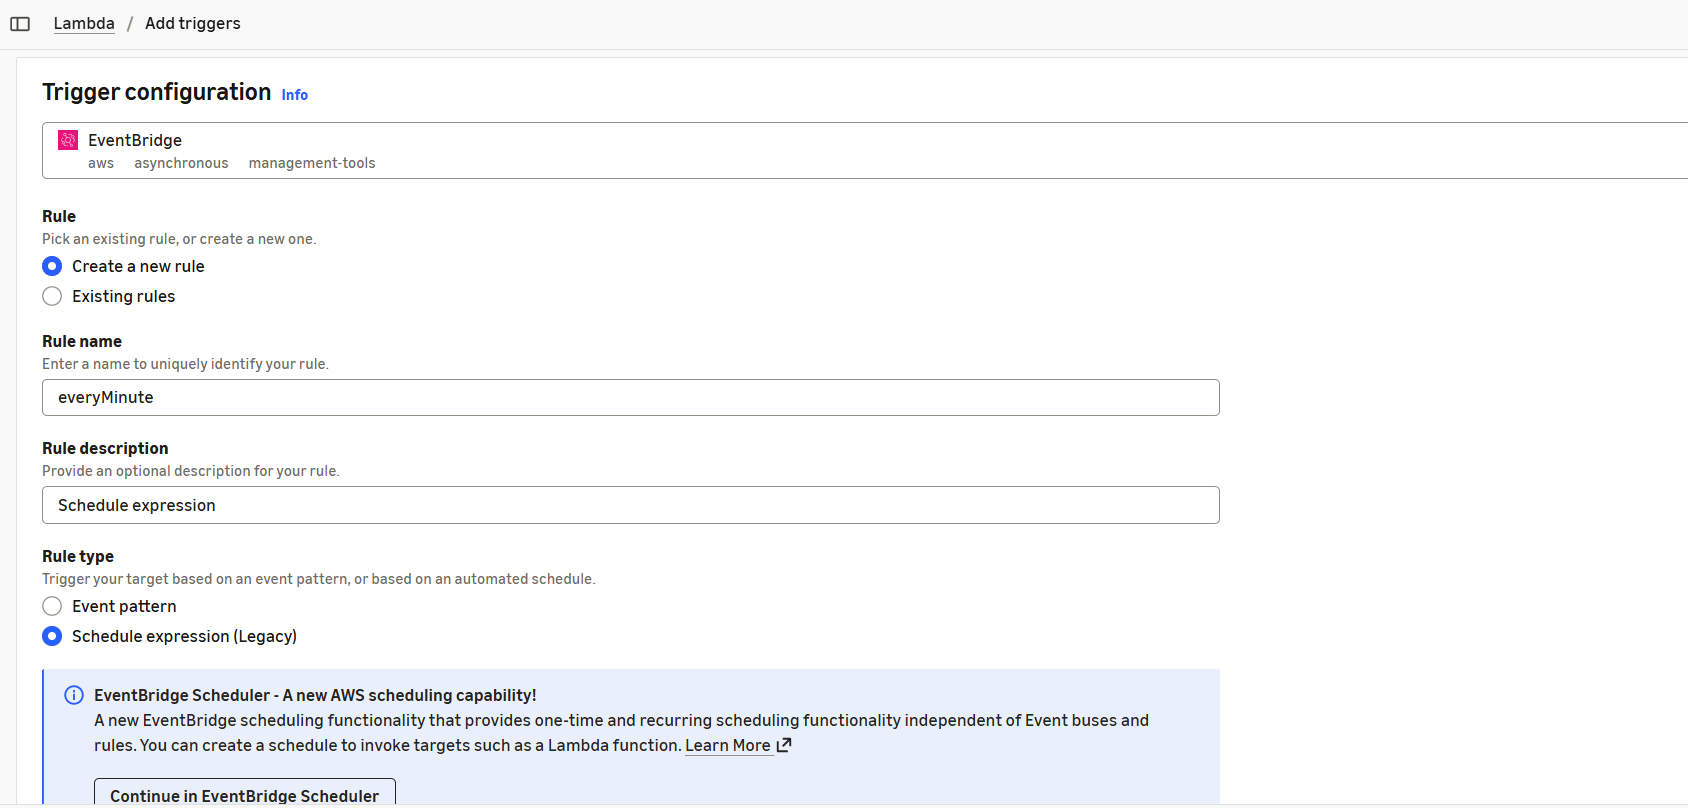 Lambda / Add triggers
Trigger configuration Info
EventBridge
aws asynchronous management-tools
Rule
Pick an existing rule, or create a new one.
Create a new rule
Existing rules
Rule name
Enter a name to uniquely identify your rule.
everyMinute
Rule description
Provide an optional description for your rule.
Schedule expression
Rule type
Trigger your target based on an event pattern, or based on an automated schedule.
Event pattern
Schedule expression (Legacy)
EventBridge Scheduler - A new AWS scheduling capability!
A new EventBridge scheduling functionality that provides one-time and recurring scheduling functionality independent of Event buses and
rules. You can create a schedule to invoke targets such as a Lambda function. Learn More
Continue in EventBridge Scheduler